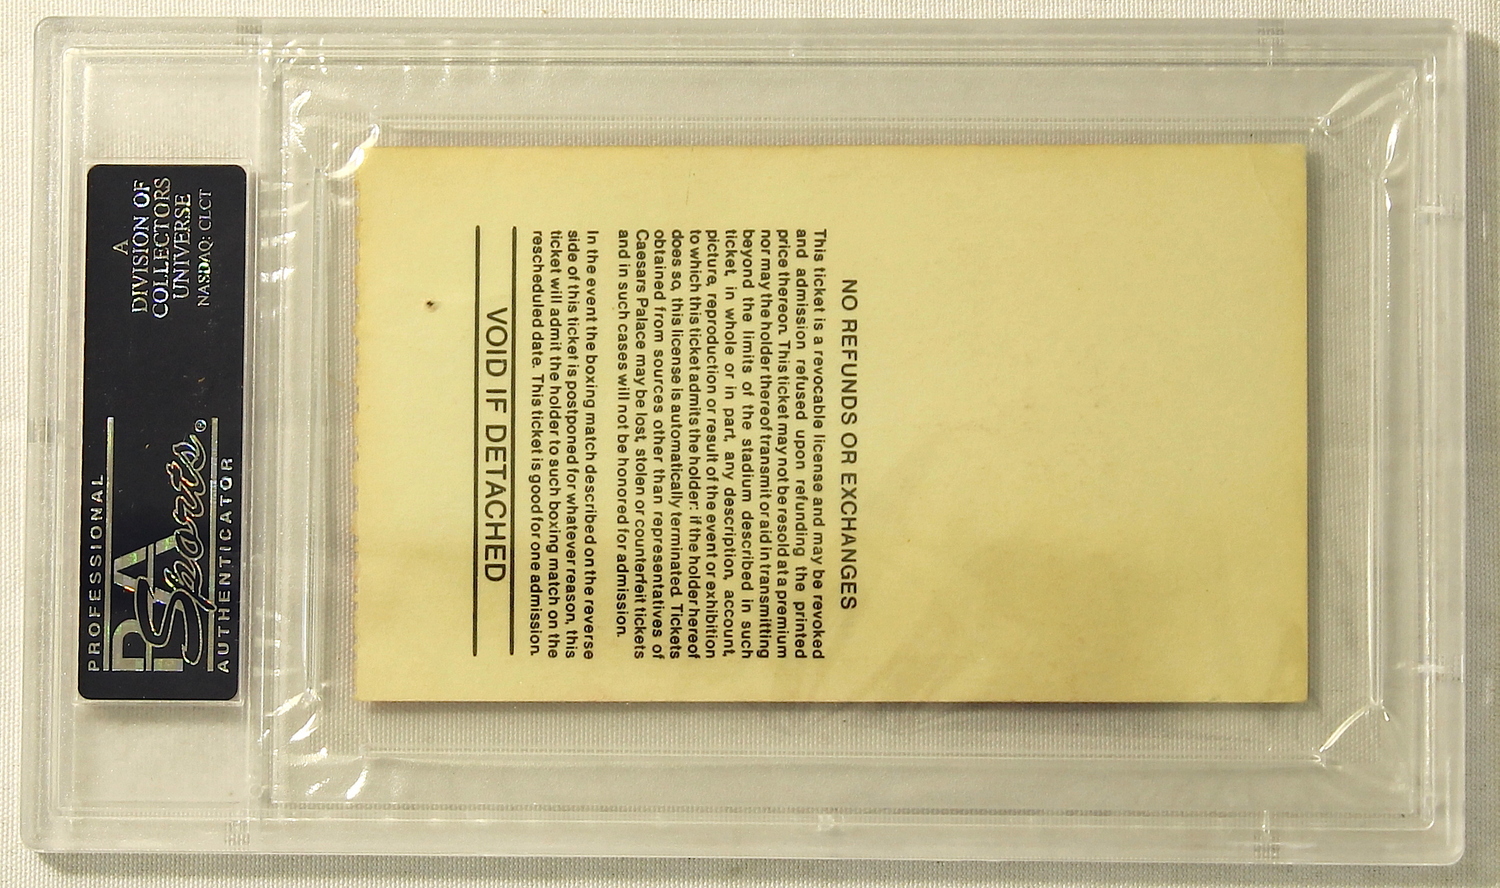 NO REFUNDS OR EXCHANGES
This ticket is a revocable license and may be revoked
and admission refused upon refunding the printed
price thereon. This ticket may not be resold at a premium
nor may the holder thereof transmit or aid in transmitting
beyond the limits of the stadium described in such
ticket, in whole or in part, any description, account,
picture, reproduction or result of the event or exhibition
to which this ticket admits the holder: if the holder hereof
does so, this license is automatically terminated. Tickets
obtained from sources other than representatives of
Caesars Palace may be lost, stolen or counterfeit tickets
and in such cases will not be honored for admission.
In the event the boxing match described on the reverse
side of this ticket is postponed for whatever reason, this
ticket will admit the holder to such boxing match on the
rescheduled date. This ticket is good for one admission.
VOID IF DETACHED
A
DIVISION OF
COLLECTORS
UNIVERSE
NASDAQ: CLCT
PROFESSIONAL
PSA
Sports®
AUTHENTICATOR